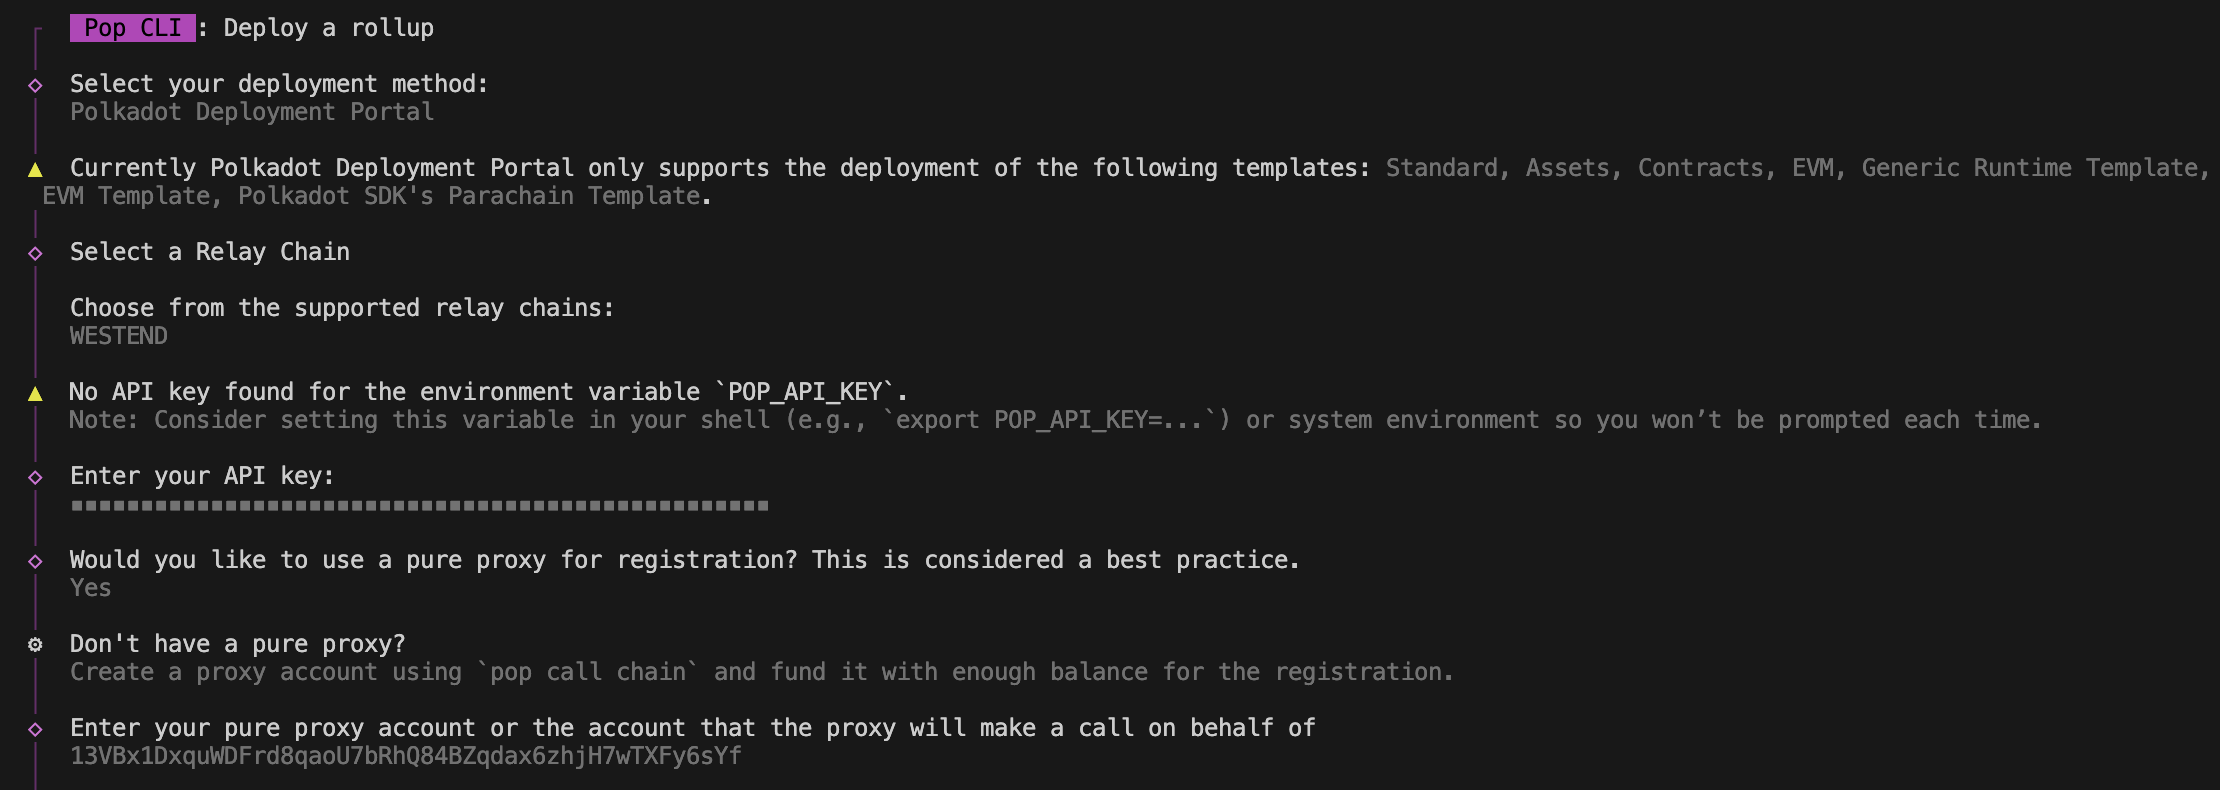 Pop CLI : Deploy a rollup
Select your deployment method:
Polkadot Deployment Portal
Currently Polkadot Deployment Portal only supports the deployment of the following templates: Standard, Assets, Contracts, EVM, Generic Runtime Template,
EVM Template, Polkadot SDK's Parachain Template.
Select a Relay Chain
Choose from the supported relay chains:
WESTEND
No API key found for the environment variable `POP_API_KEY`.
Note: Consider setting this variable in your shell (e.g., `export POP_API_KEY=...`) or system environment so you won’t be prompted each time.
Enter your API key:
Would you like to use a pure proxy for registration? This is considered a best practice.
Yes
Don't have a pure proxy?
Create a proxy account using `pop call chain` and fund it with enough balance for the registration.
Enter your pure proxy account or the account that the proxy will make a call on behalf of
13VBx1DxquWDFrd8qaoU7bRhQ84BZqdax6zhjH7wTXFy6sYf